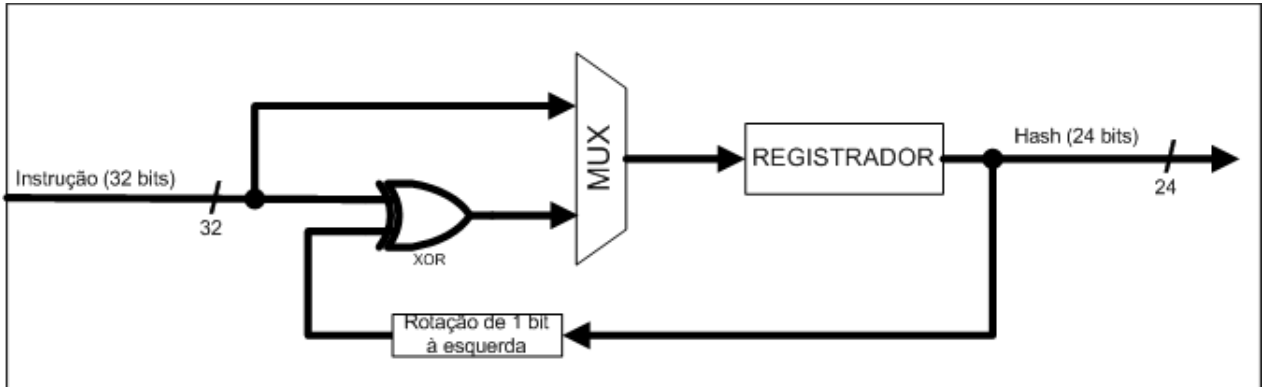 Instrução (32 bits)
32
XOR
MUX
REGISTRADOR
Hash (24 bits)
24
Rotação de 1 bit
à esquerda